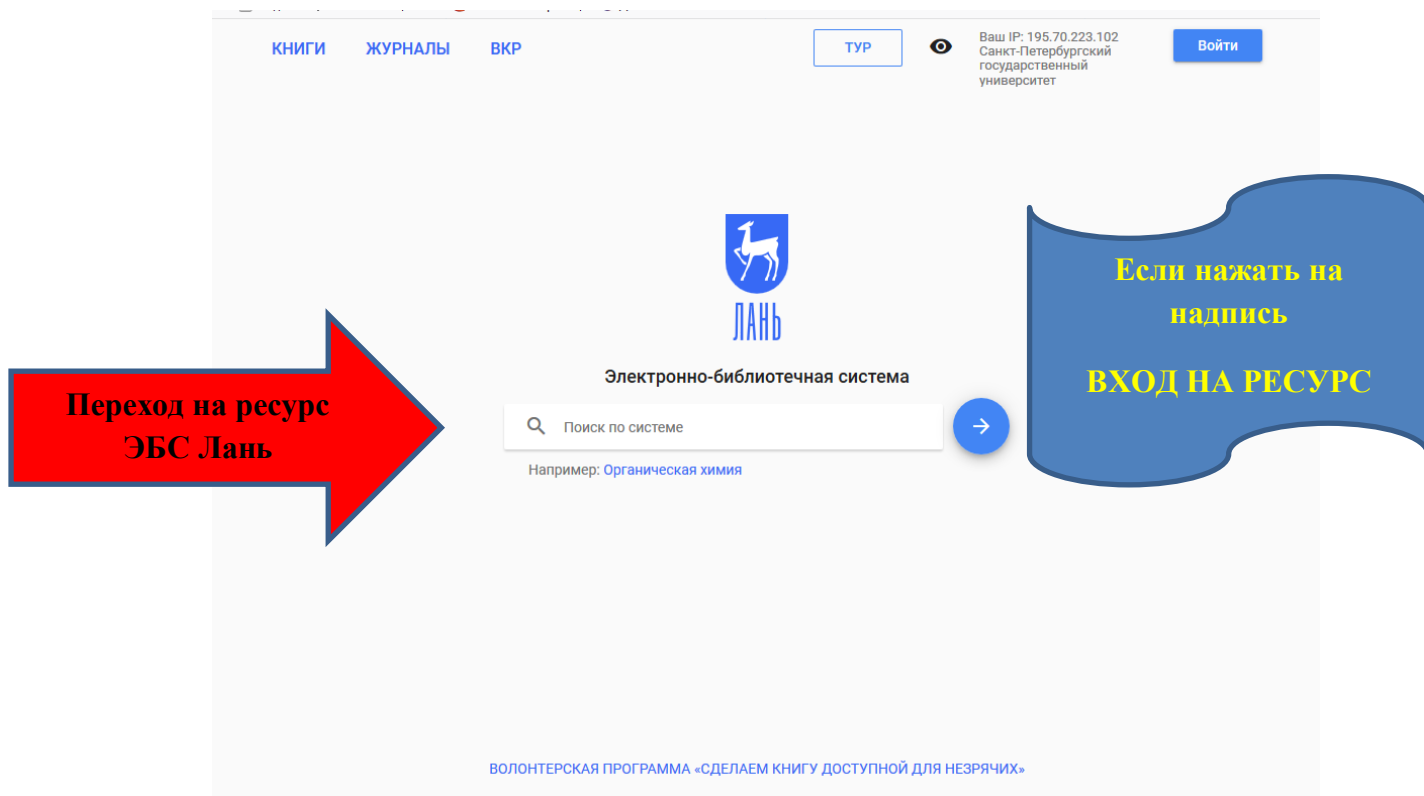 КНИГИ ЖУРНАЛЫ ВКР ТУР Ваш IP: 195.70.223.102 Войти
Санкт-Петербургский
государственный
университет
ЛАНЬ
Электронно-библиотечная система
Поиск по системе
Например: Органическая химия
Переход на ресурс
ЭБС Лань
Если нажать на
надпись
ВХОД НА РЕСУРС
ВОЛОНТЕРСКАЯ ПРОГРАММА «СДЕЛАЕМ КНИГУ ДОСТУПНОЙ ДЛЯ НЕЗРЯЧИХ»